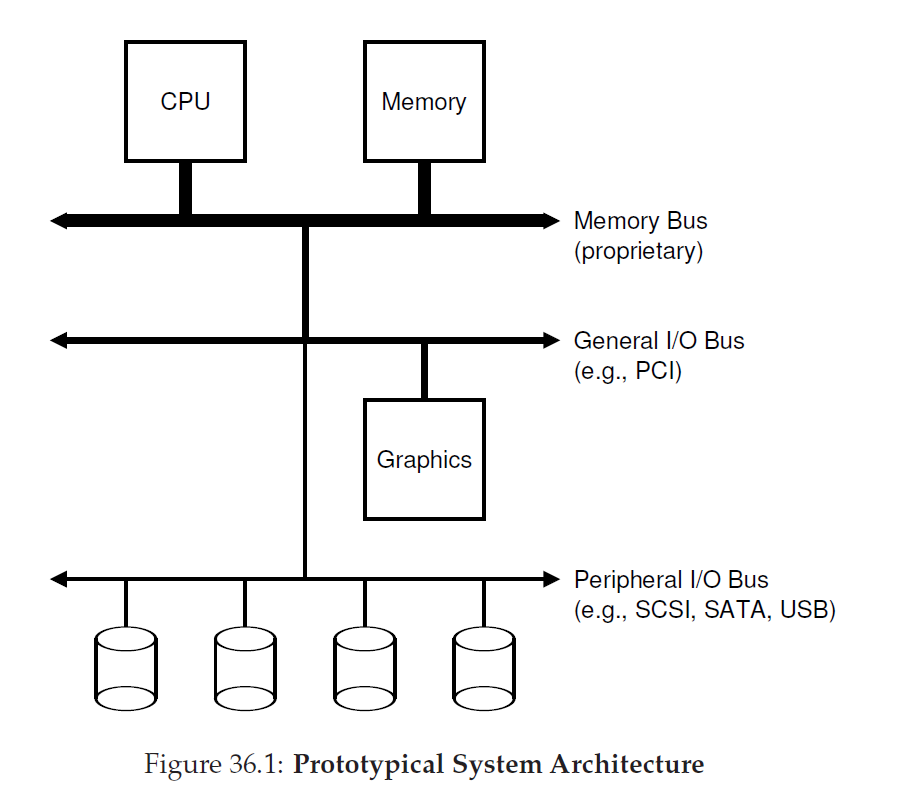 CPU
Memory
Memory Bus
(proprietary)
General I/O Bus
(e.g., PCI)
Graphics
Peripheral I/O Bus
(e.g., SCSI, SATA, USB)
Figure 36.1: Prototypical System Architecture